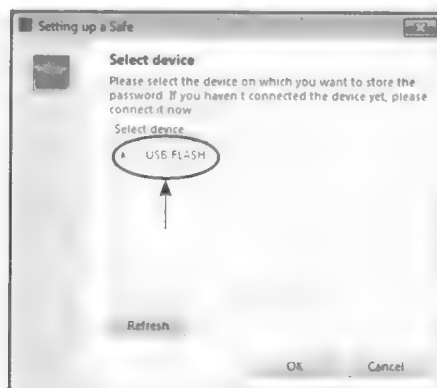 Setting up a Safe
Select device
Please select the device on which you want to store the
password. If you haven t connected the device yet, please
connect it now
Select device
USB FLASH
Refresh
OK
Cancel